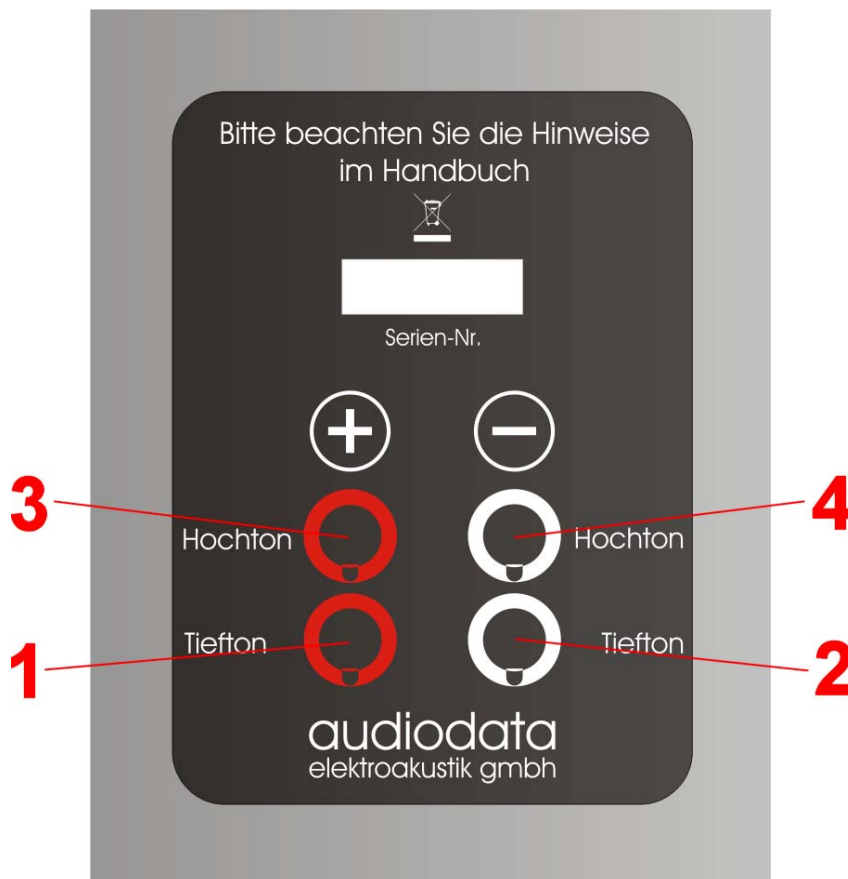 Bitte beachten Sie die Hinweise
im Handbuch
Serien-Nr.
+ −
3 4
Hochton Hochton
1 2
Tiefton Tiefton
audiodata
elektroakustik gmbh